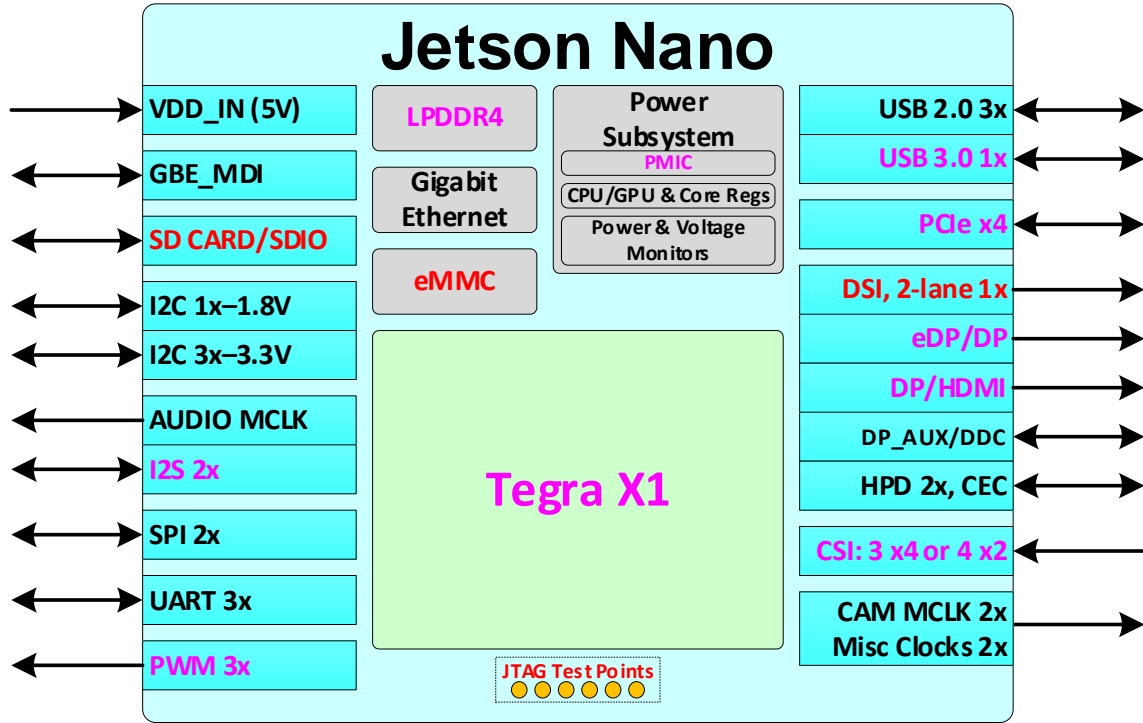 Jetson Nano
VDD_IN (5V)
GBE_MDI
SD CARD/SDIO
I2C 1x–1.8V
I2C 3x–3.3V
AUDIO MCLK
I2S 2x
SPI 2x
UART 3x
PWM 3x
LPDDR4
Gigabit
Ethernet
eMMC
Power
Subsystem
PMIC
CPU/GPU & Core Regs
Power & Voltage
Monitors
Tegra X1
JTAG Test Points
USB 2.0 3x
USB 3.0 1x
PCIe x4
DSI, 2-lane 1x
eDP/DP
DP/HDMI
DP_AUX/DDC
HPD 2x, CEC
CSI: 3 x4 or 4 x2
CAM MCLK 2x
Misc Clocks 2x